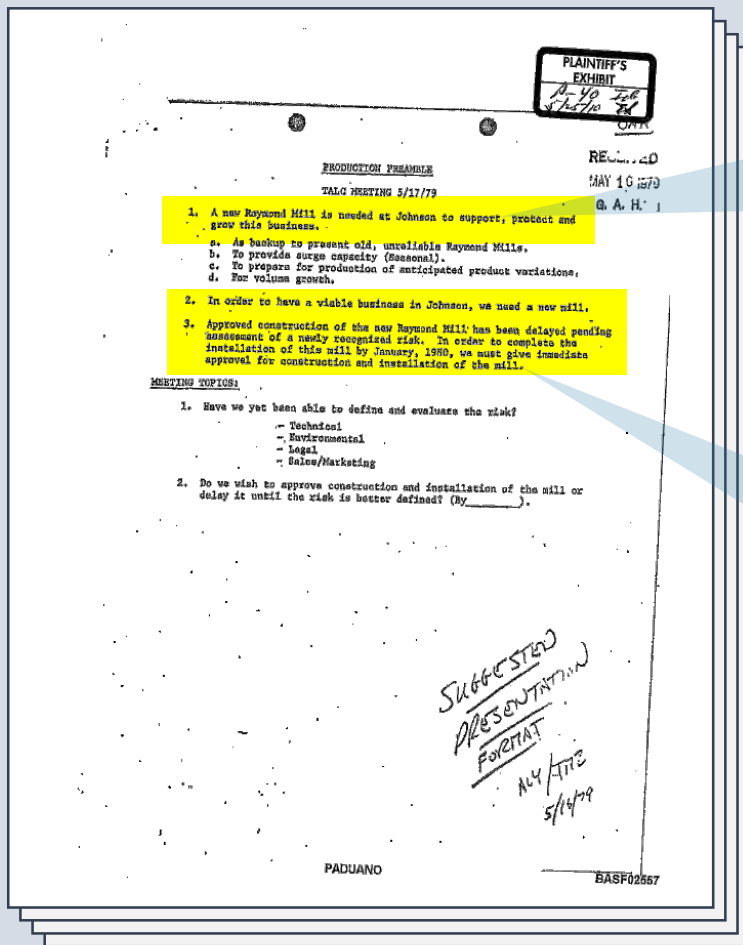 PLAINTIFF'S
EXHIBIT
A-40
5/25/10
RECEIVED
MAY 16 1979
G. A. H.
PRODUCTION PREAMBLE
TALC MEETING 5/17/79
1. A new Raymond Mill is needed at Johnson to support, protect and
grow this business.
a. As backup to present old, unreliable Raymond Mills.
b. To provide surge capacity (Seasonal).
c. To prepare for production of anticipated product variations.
d. For volume growth.
2. In order to have a viable business in Johnson, we need a new mill.
3. Approved construction of the new Raymond Mill has been delayed pending
assessment of a newly recognized risk. In order to complete the
installation of this mill by January, 1980, we must give immediate
approval for construction and installation of the mill.
MEETING TOPICS:
1. Have we yet been able to define and evaluate the risk?
- Technical
- Environmental
- Legal
- Sales/Marketing
2. Do we wish to approve construction and installation of the mill or
delay it until the risk is better defined? (By________).
SUGGESTED
PRESENTATION
FORMAT
5/16/79
PADUANO
BASF02557